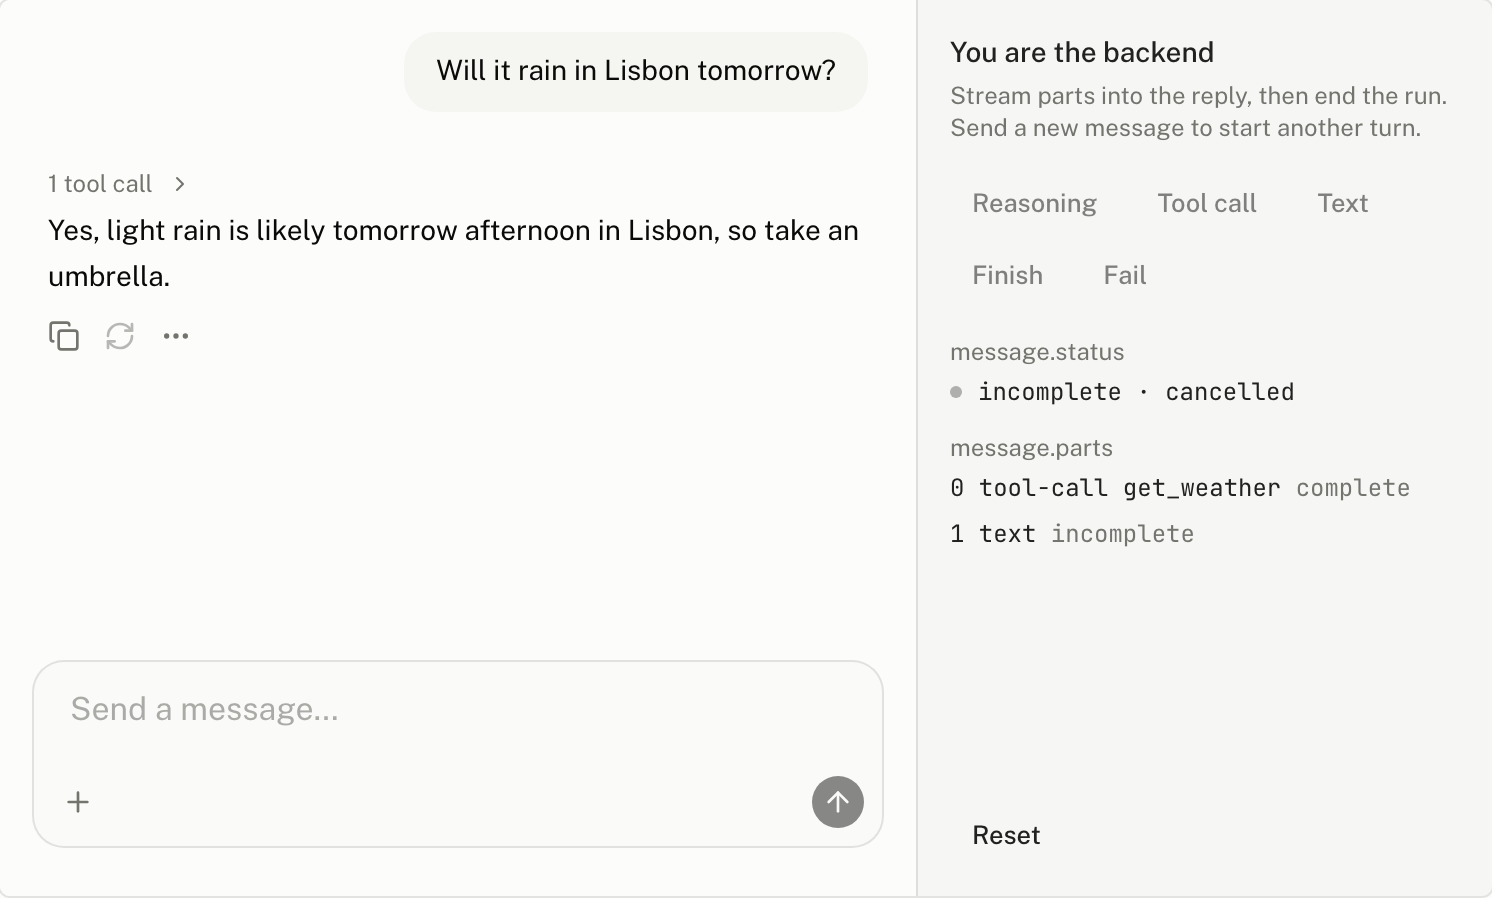 Will it rain in Lisbon tomorrow?
1 tool call
Yes, light rain is likely tomorrow afternoon in Lisbon, so take an
umbrella.
Send a message...
You are the backend
Stream parts into the reply, then end the run.
Send a new message to start another turn.
Reasoning Tool call Text
Finish Fail
message.status
incomplete · cancelled
message.parts
0 tool-call get_weather complete
1 text incomplete
Reset